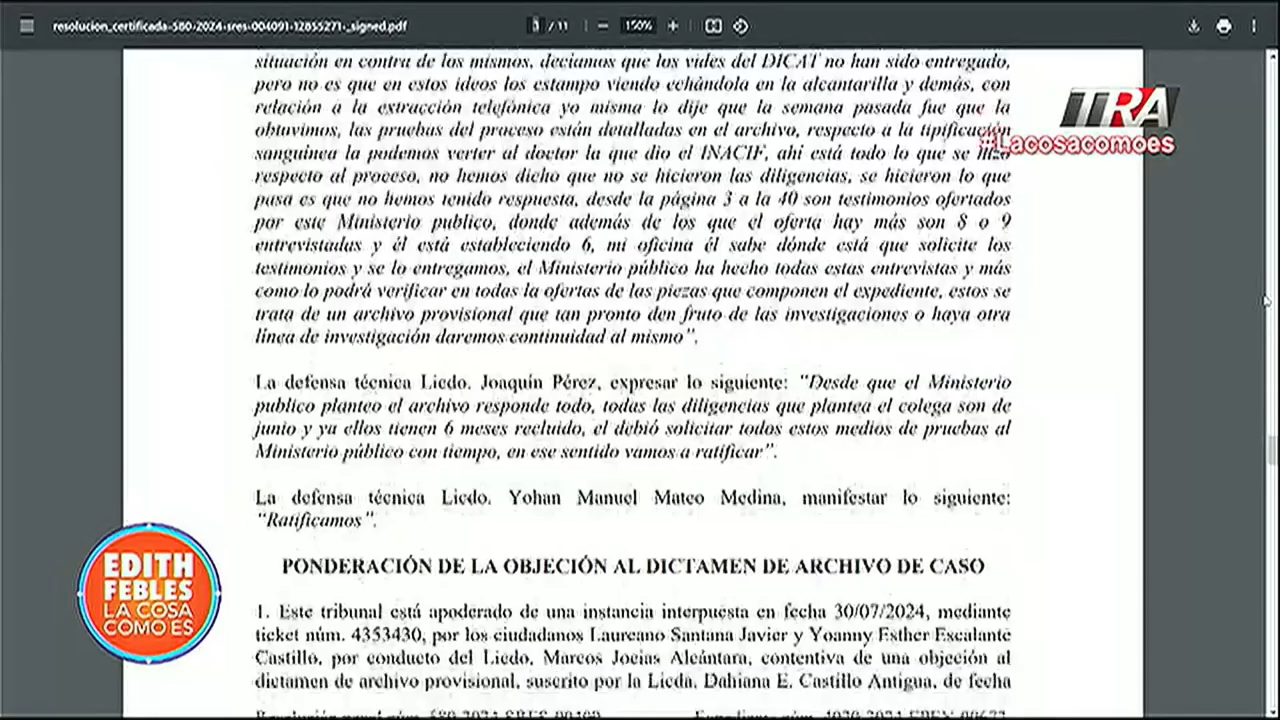 resolucion_certificada-580-2024-sres-004091-12855271-_signed.pdf
/ 11
150%
situación en contra de los mismos, decíamos que los vides del DICAT no han sido entregado,
pero no es que en estos ideos los estampo viendo echándola en la alcantarilla y demás, con
relación a la extracción telefónica yo misma lo dije que la semana pasada fue que la
obtuvimos, las pruebas del proceso están detalladas en el archivo, respecto a la tipificación
sanguínea la podemos verter al doctor la que dio el INACIF, ahí está todo lo que se hizo
respecto al proceso, no hemos dicho que no se hicieron las diligencias, se hicieron lo que
pasa es que no hemos tenido respuesta, desde la página 3 a la 40 son testimonios ofertados
por este Ministerio publico, donde además de los que el oferta hay más son 8 o 9
entrevistadas y él está estableciendo 6, mi oficina él sabe dónde está que solicite los
testimonios y se lo entregamos, el Ministerio público ha hecho todas estas entrevistas y más
como lo podrá verificar en todas la ofertas de las piezas que componen el expediente, estos se
trata de un archivo provisional que tan pronto den fruto de las investigaciones o haya otra
línea de investigación daremos continuidad al mismo".
La defensa técnica Licdo. Joaquín Pérez, expresar lo siguiente: "Desde que el Ministerio
publico planteo el archivo responde todo, todas las diligencias que plantea el colega son de
junio y ya ellos tienen 6 meses recluido, el debió solicitar todos estos medios de pruebas al
Ministerio público con tiempo, en ese sentido vamos a ratificar".
La defensa técnica Licdo. Yohan Manuel Mateo Medina, manifestar lo siguiente:
"Ratificamos".
PONDERACIÓN DE LA OBJECIÓN AL DICTAMEN DE ARCHIVO DE CASO
1. Este tribunal está apoderado de una instancia interpuesta en fecha 30/07/2024, mediante
ticket núm. 4353430, por los ciudadanos Laureano Santana Javier y Yoanny Esther Escalante
Castillo, por conducto del Licdo. Marcos Jocias Alcántara, contentiva de una objeción al
dictamen de archivo provisional, suscrito por la Licda. Dahiana E. Castillo Antigua, de fecha
TRA
#Lacosacomoes
EDITH
FEBLES
LA COSA
COMO ES